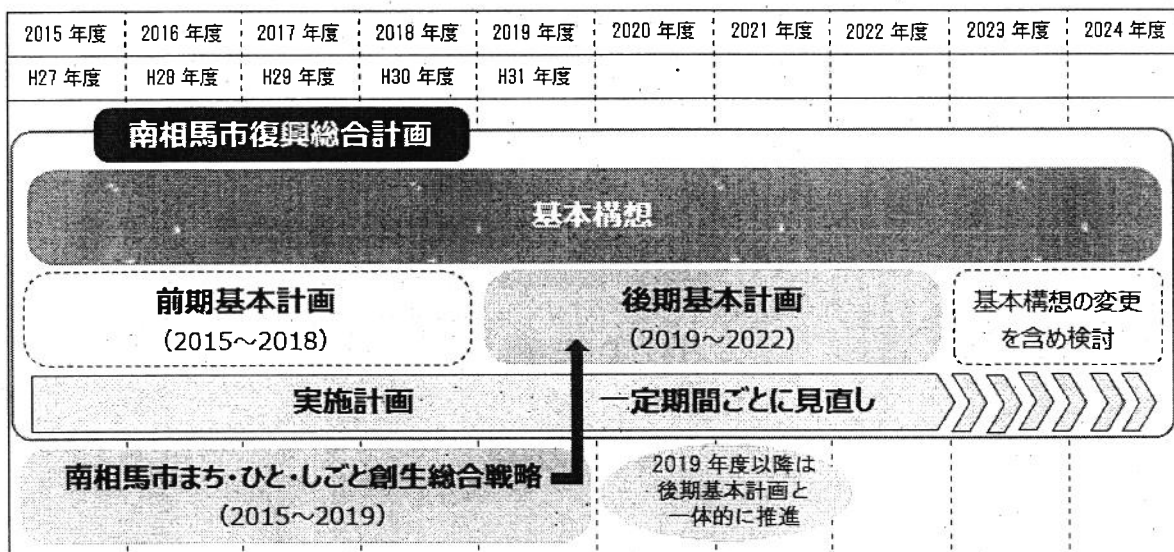 2015 年度 2016 年度 2017 年度 2018 年度 2019 年度 2020 年度 2021 年度 2022 年度 2023 年度 2024 年度
H27 年度 H28 年度 H29 年度 H30 年度 H31 年度
南相馬市復興総合計画
基本構想
前期基本計画
（2015～2018）
後期基本計画
（2019～2022）
基本構想の変更
を含め検討
実施計画 一定期間ごとに見直し
南相馬市まち・ひと・しごと創生総合戦略
（2015～2019）
2019 年度以降は
後期基本計画と
一体的に推進